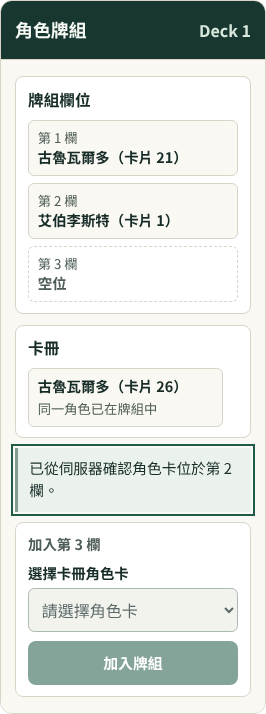 角色牌組
Deck 1
牌組欄位
第 1 欄
古魯瓦爾多（卡片 21）
第 2 欄
艾伯李斯特（卡片 1）
第 3 欄
空位
卡冊
古魯瓦爾多（卡片 26）
同一角色已在牌組中
已從伺服器確認角色卡位於第 2
欄。
加入第 3 欄
選擇卡冊角色卡
請選擇角色卡
加入牌組